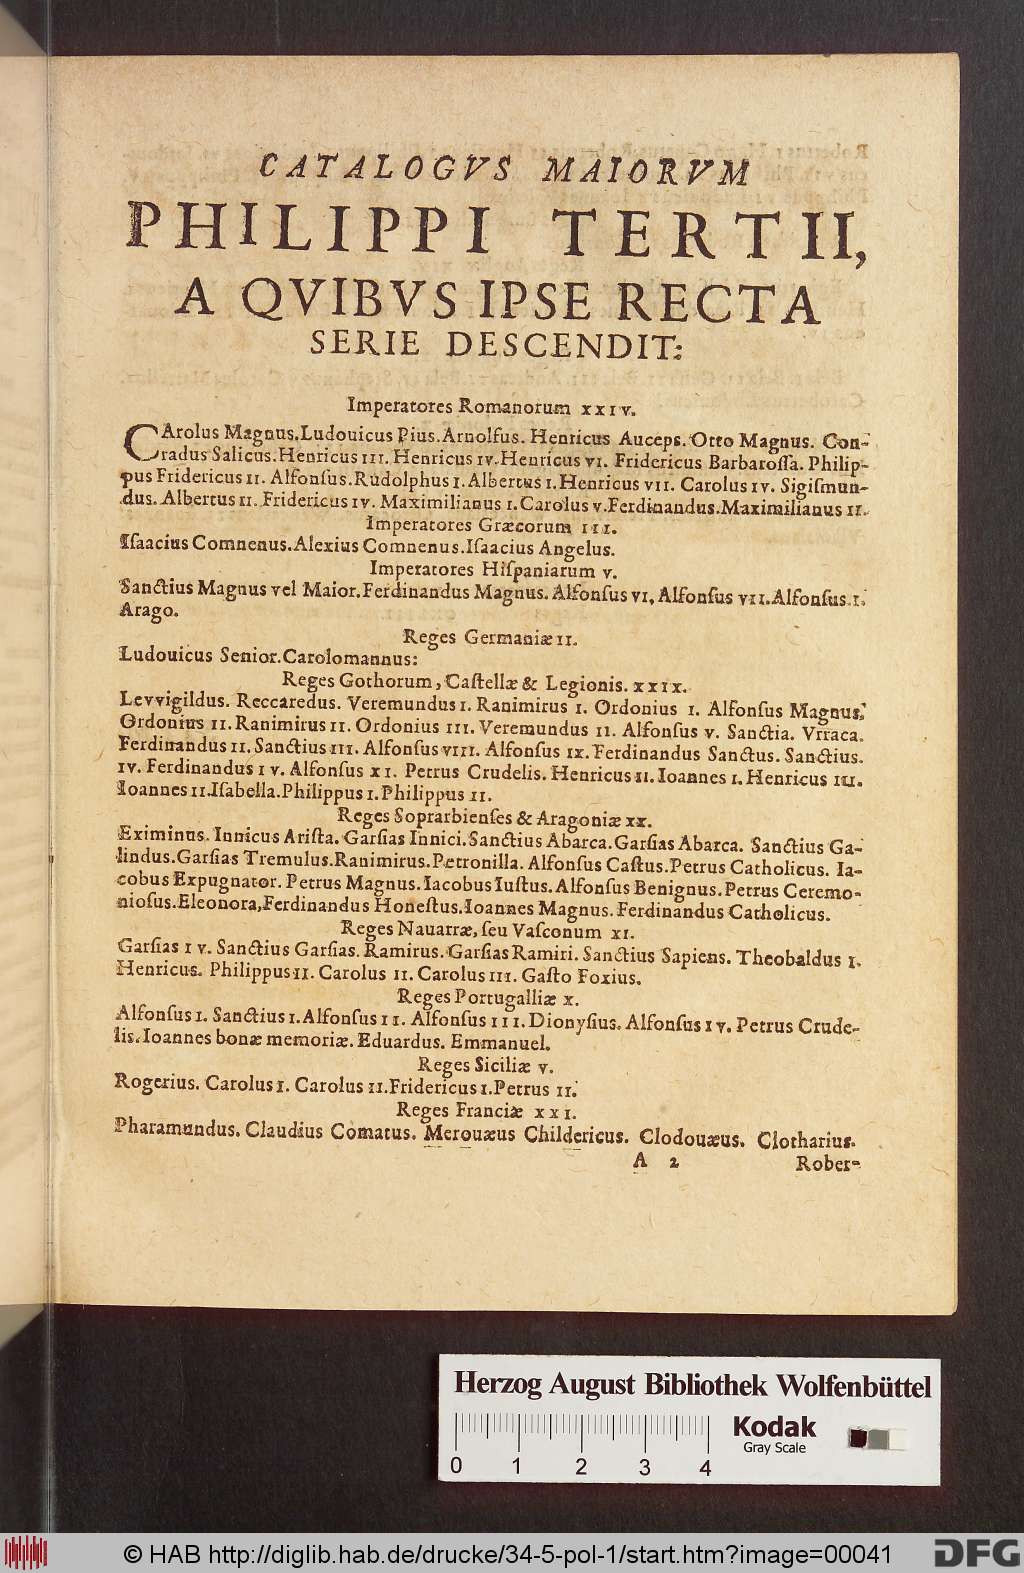 CATALOGVS MAIORVM
PHILIPPI TERTII,
A QVIBVS IPSE RECTA
SERIE DESCENDIT:
Imperatores Romanorum XXIV.
CArolus Magnus. Ludouicus Pius. Arnolfus. Henricus Auceps. Otto Magnus. Con-
radus Salicus. Henricus III. Henricus IV. Henricus VI. Fridericus Barbarossa. Philip-
pus Fridericus II. Alfonsus. Rudolphus I. Albertus I. Henricus VII. Carolus IV. Sigismun-
dus. Albertus II. Fridericus IV. Maximilianus I. Carolus V. Ferdinandus. Maximilianus II.
Imperatores Græcorum III.
Isaacius Comnenus. Alexius Comnenus. Isaacius Angelus.
Imperatores Hispaniarum V.
Sanctius Magnus vel Maior. Ferdinandus Magnus. Alfonsus VI, Alfonsus VII. Alfonsus I.
Arago.
Reges Germaniæ II.
Ludouicus Senior. Carolomannus:
Reges Gothorum, Castellæ & Legionis. XXIX.
Levvigildus. Reccaredus. Veremundus I. Ranimirus I. Ordonius I. Alfonsus Magnus.
Ordonius II. Ranimirus II. Ordonius III. Veremundus II. Alfonsus V. Sanctia. Vrraca.
Ferdinandus II. Sanctius III. Alfonsus VIII. Alfonsus IX. Ferdinandus Sanctus. Sanctius.
IV. Ferdinandus IV. Alfonsus XI. Petrus Crudelis. Henricus II. Ioannes I. Henricus III.
Ioannes II. Isabella. Philippus I. Philippus II.
Reges Soprarbienses & Aragoniæ XX.
Eximinus. Innicus Arista. Garsias Innici. Sanctius Abarca. Garsias Abarca. Sanctius Ga-
lindus. Garsias Tremulus. Ranimirus. Petronilla. Alfonsus Castus. Petrus Catholicus. Ia-
cobus Expugnator. Petrus Magnus. Iacobus Iustus. Alfonsus Benignus. Petrus Ceremo-
niosus. Eleonora, Ferdinandus Honestus. Ioannes Magnus. Ferdinandus Catholicus.
Reges Nauarræ, seu Vasconum XI.
Garsias IV. Sanctius Garsias. Ramirus. Garsias Ramiri. Sanctius Sapiens. Theobaldus I.
Henricus. Philippus II. Carolus II. Carolus III. Gasto Foxius.
Reges Portugalliæ X.
Alfonsus I. Sanctius I. Alfonsus II. Alfonsus III. Dionysius. Alfonsus IV. Petrus Crude-
lis. Ioannes bonæ memoriæ. Eduardus. Emmanuel.
Reges Siciliæ V.
Rogerius. Carolus I. Carolus II. Fridericus I. Petrus II.
Reges Franciæ XXI.
Pharamundus. Claudius Comatus. Merouæus Childericus. Clodouæus. Clotharius.
A 2 Rober-
Herzog August Bibliothek Wolfenbüttel
0 1 2 3 4
Kodak
Gray Scale
© HAB http://diglib.hab.de/drucke/34-5-pol-1/start.htm?image=00041
DFG